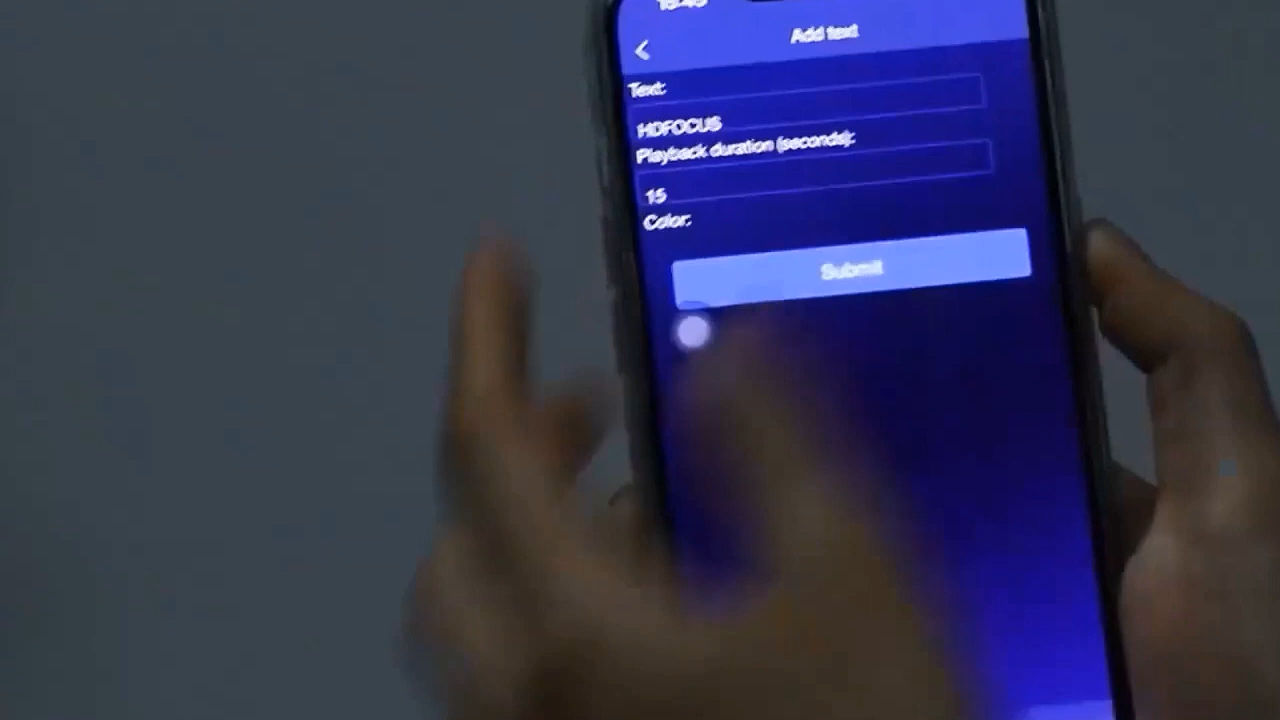 Add text
Text:
HDFOCUS
Playback duration (seconds):
15
Color:
Submit